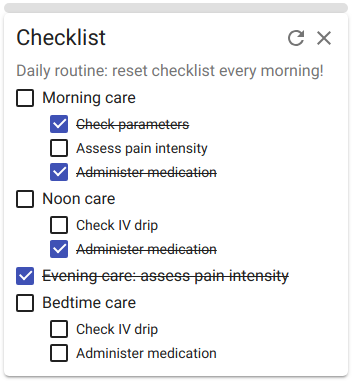 Checklist
Daily routine: reset checklist every morning!
Morning care
Check parameters
Assess pain intensity
Administer medication
Noon care
Check IV drip
Administer medication
Evening care: assess pain intensity
Bedtime care
Check IV drip
Administer medication